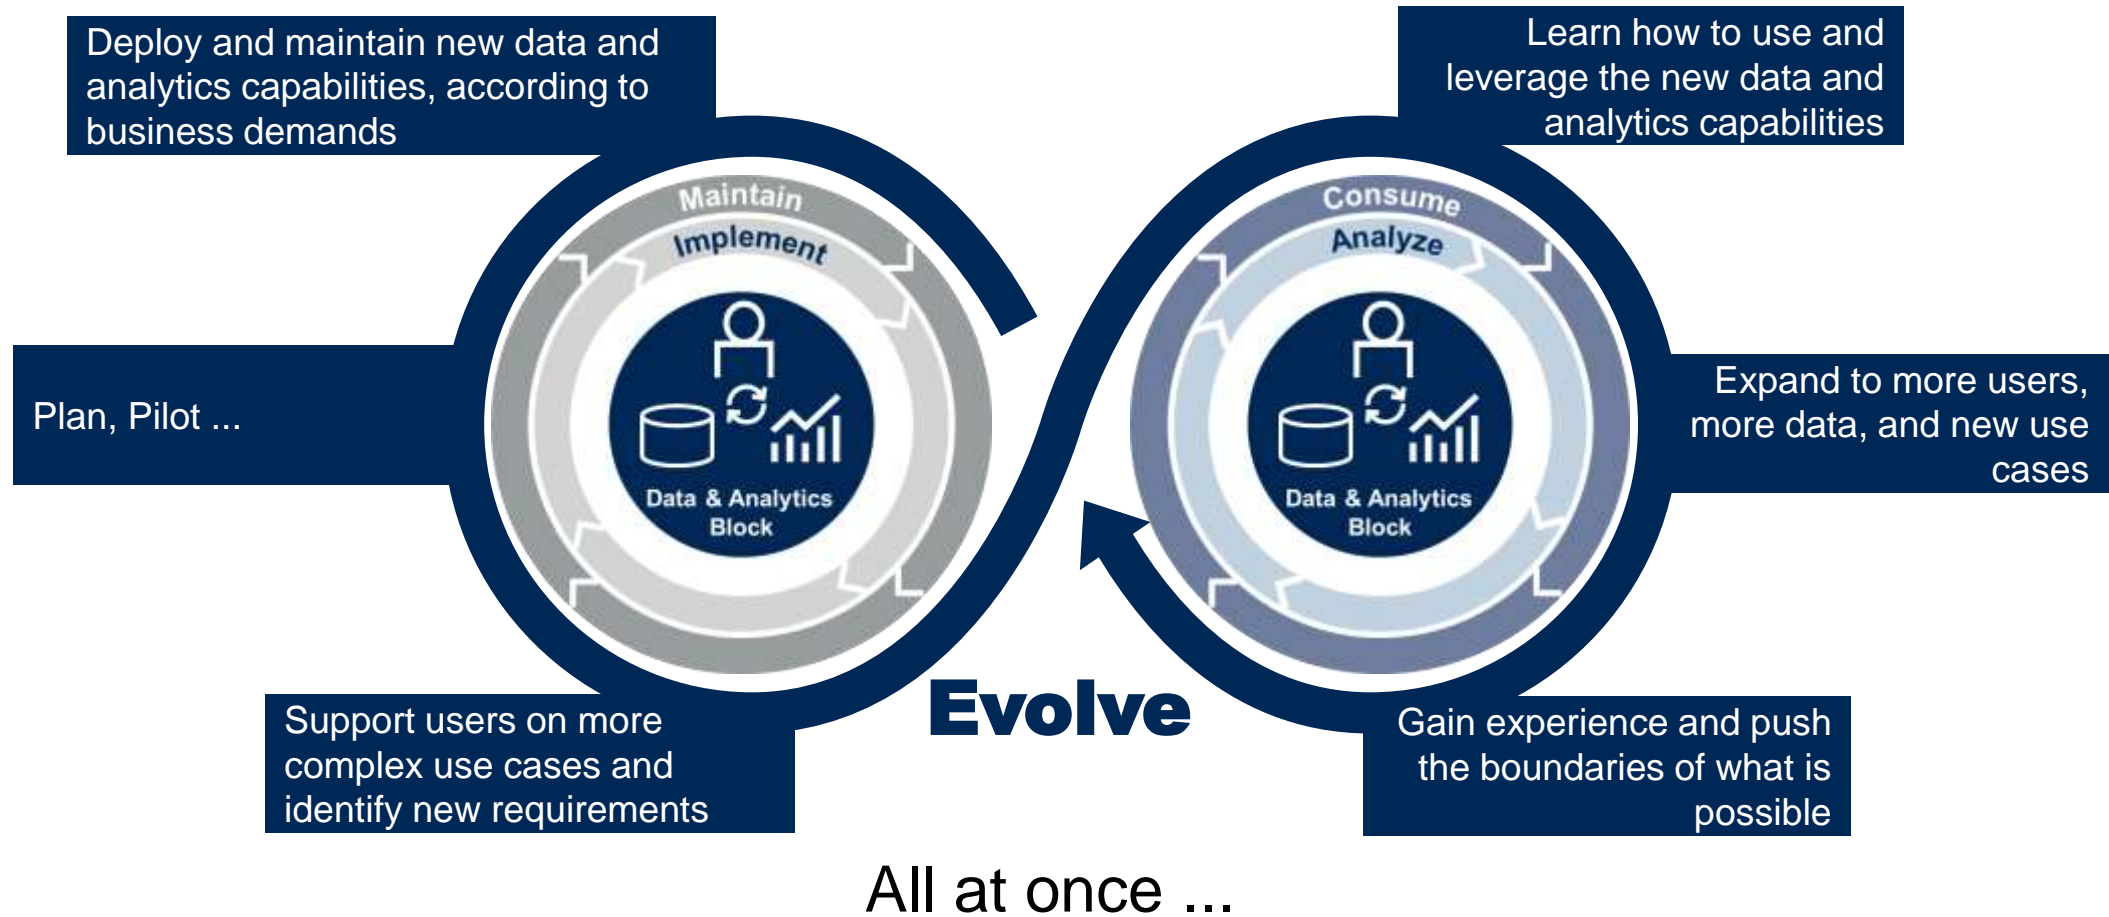 Deploy and maintain new data and
analytics capabilities, according to
business demands
Learn how to use and
leverage the new data and
analytics capabilities
Maintain
Implement
Consume
Analyze
Plan, Pilot ...
Data & Analytics
Block
Data & Analytics
Block
Expand to more users,
more data, and new use
cases
Evolve
Support users on more
complex use cases and
identify new requirements
Gain experience and push
the boundaries of what is
possible
All at once ...